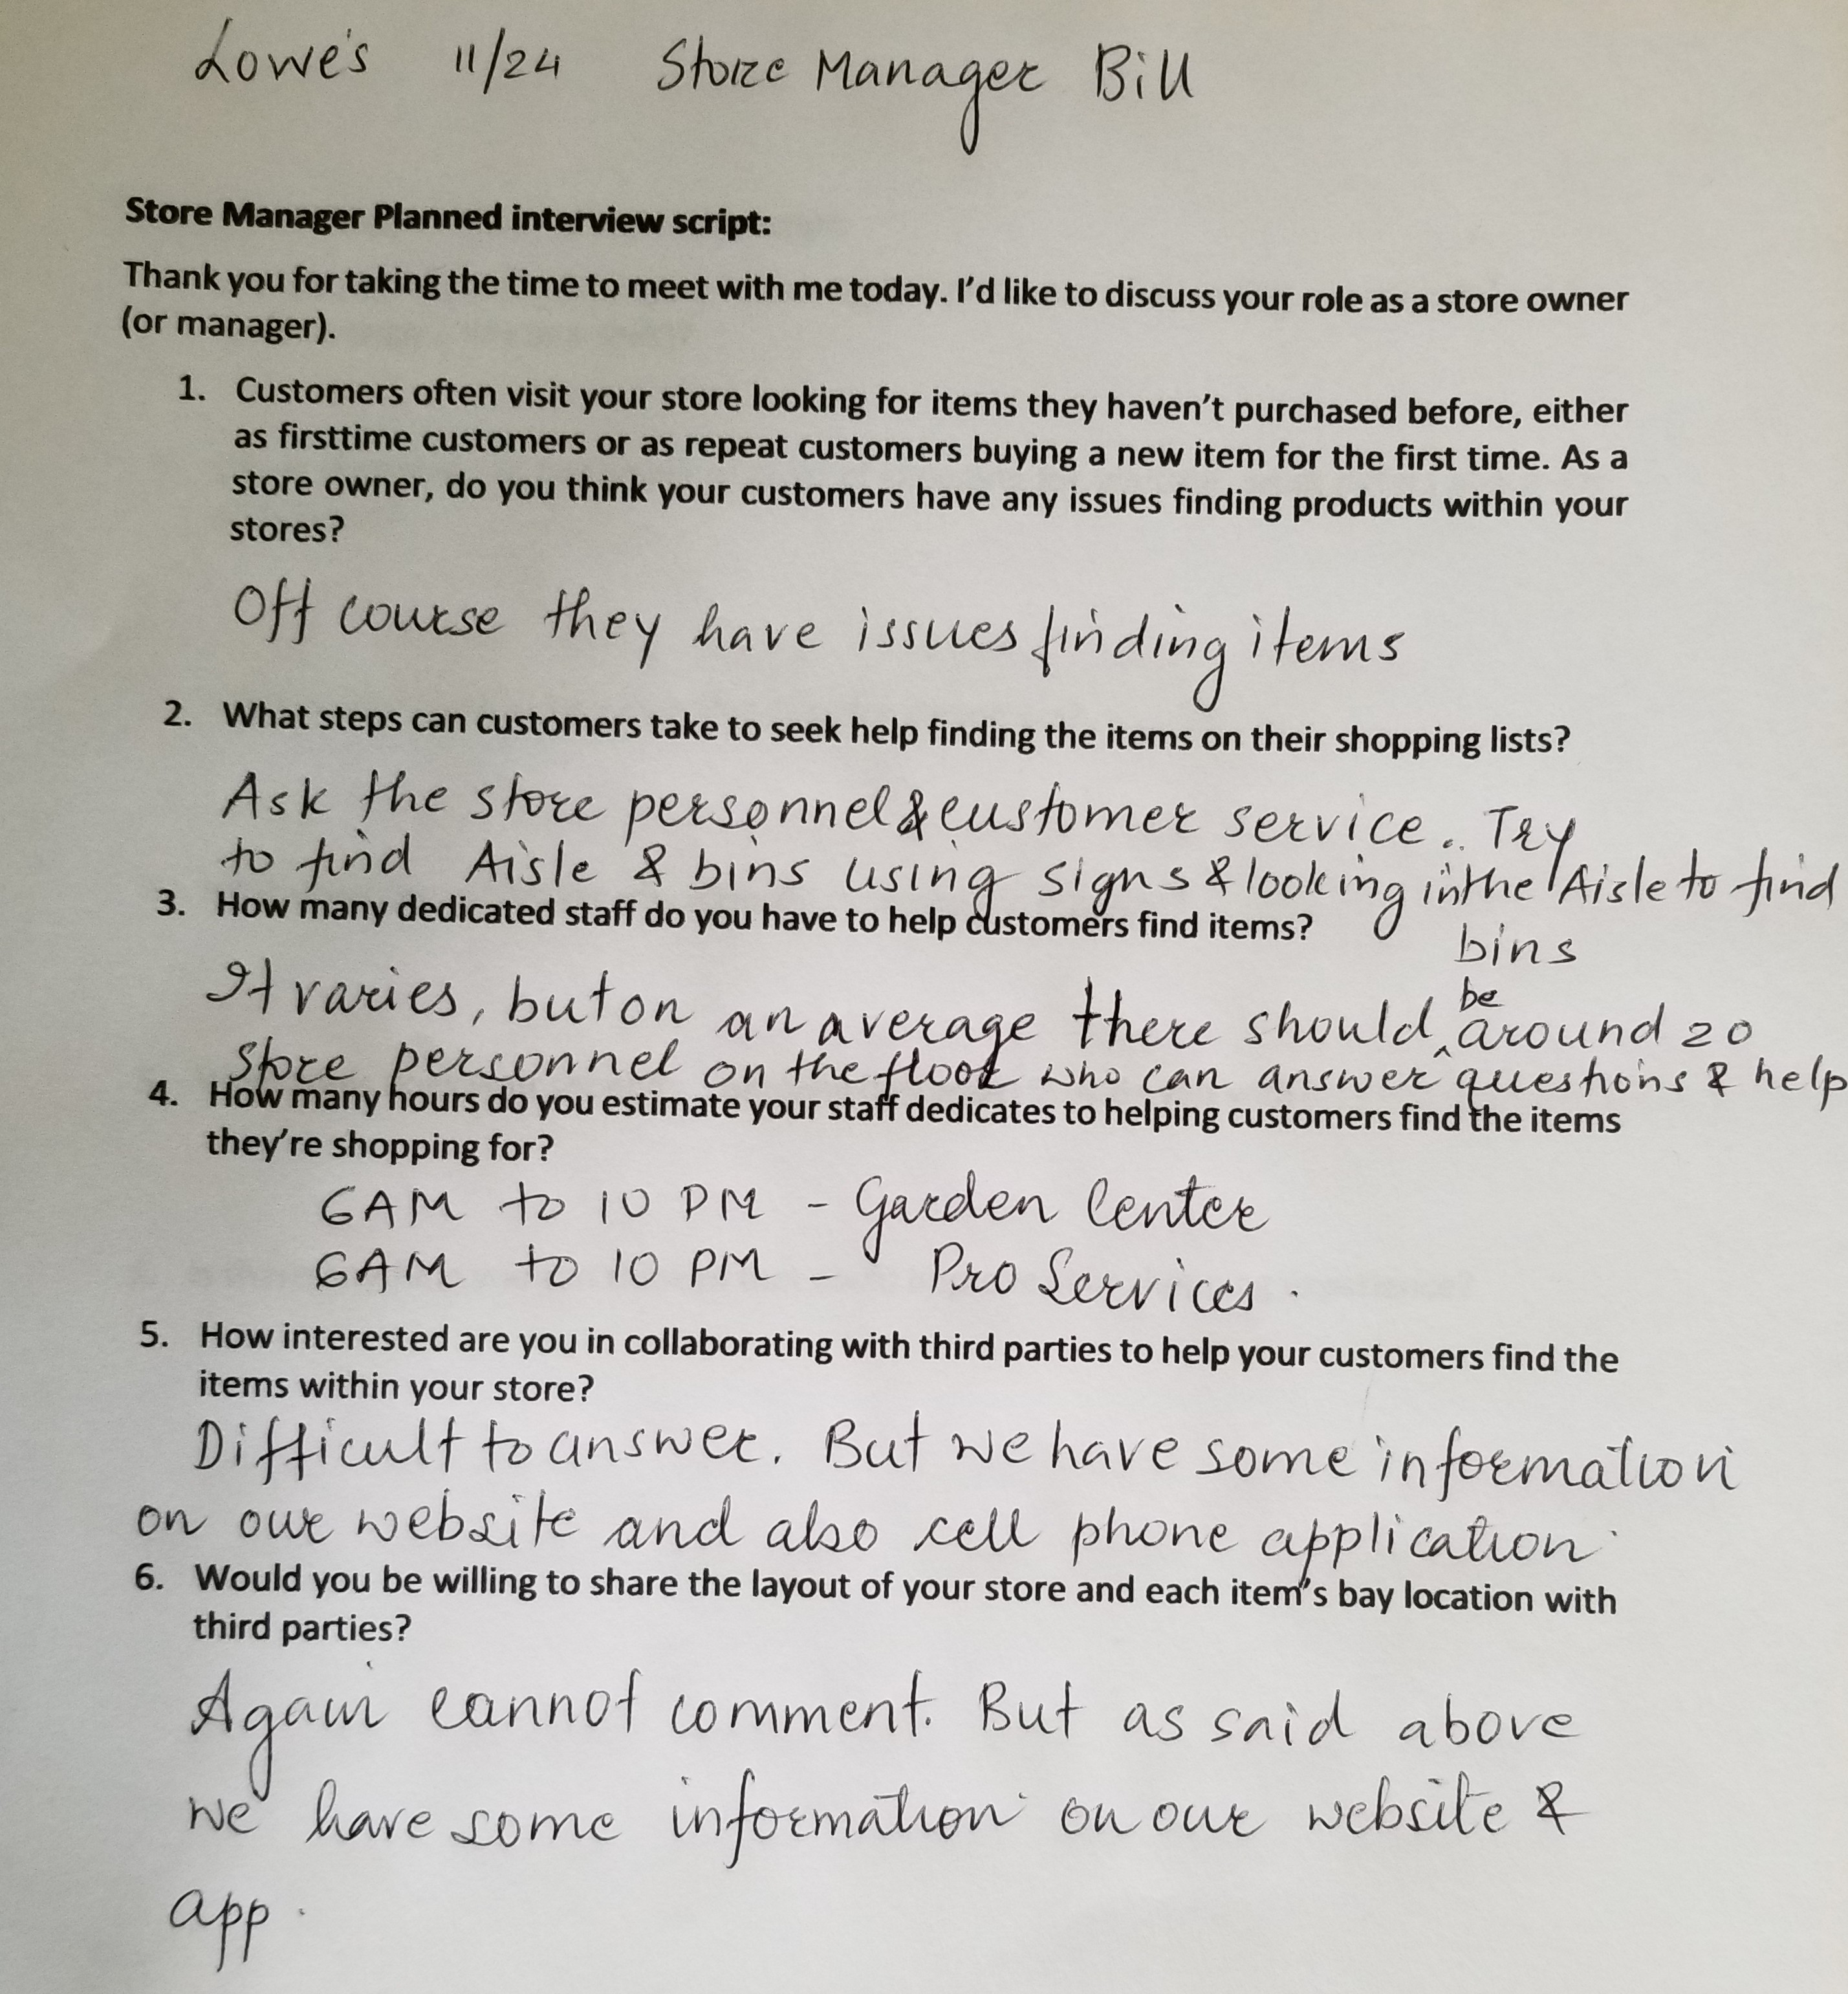 Lowe's 11/24 Store Manager Bill
Store Manager Planned interview script:
Thank you for taking the time to meet with me today. I'd like to discuss your role as a store owner
(or manager).
1. Customers often visit your store looking for items they haven't purchased before, either
as firsttime customers or as repeat customers buying a new item for the first time. As a
store owner, do you think your customers have any issues finding products within your
stores?
Off course they have issues finding items
2. What steps can customers take to seek help finding the items on their shopping lists?
Ask the store personnel & customer service. Try
to find Aisle & bins using signs & looking in the Aisle to find
bins
3. How many dedicated staff do you have to help customers find items?
It varies, but on an average there should be around 20
store personnel on the floor who can answer questions & help
4. How many hours do you estimate your staff dedicates to helping customers find the items
they're shopping for?
6AM to 10 PM - Garden Center
6AM to 10 PM - Pro Services.
5. How interested are you in collaborating with third parties to help your customers find the
items within your store?
Difficult to answer. But we have some information
on our website and also cell phone application.
6. Would you be willing to share the layout of your store and each item's bay location with
third parties?
Again cannot comment. But as said above
we have some information on our website &
app.